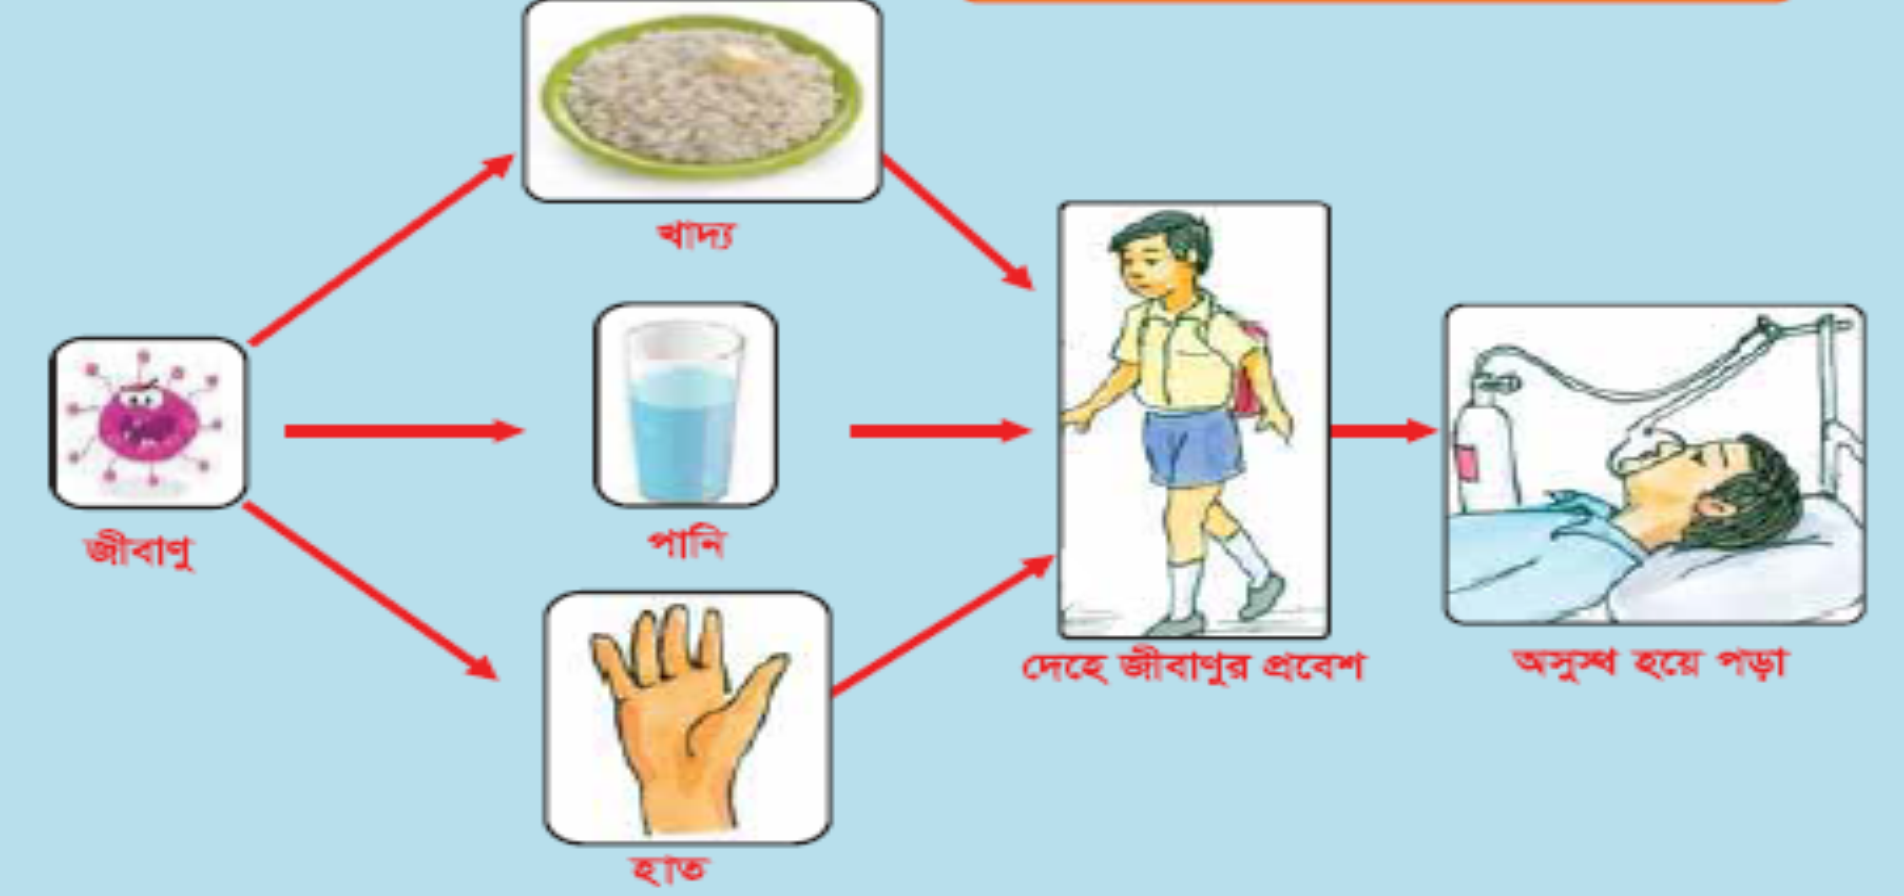 খাদ্য
জীবাণু
পানি
হাত
দেহে জীবাণুর প্রবেশ
অসুস্থ হয়ে পড়া